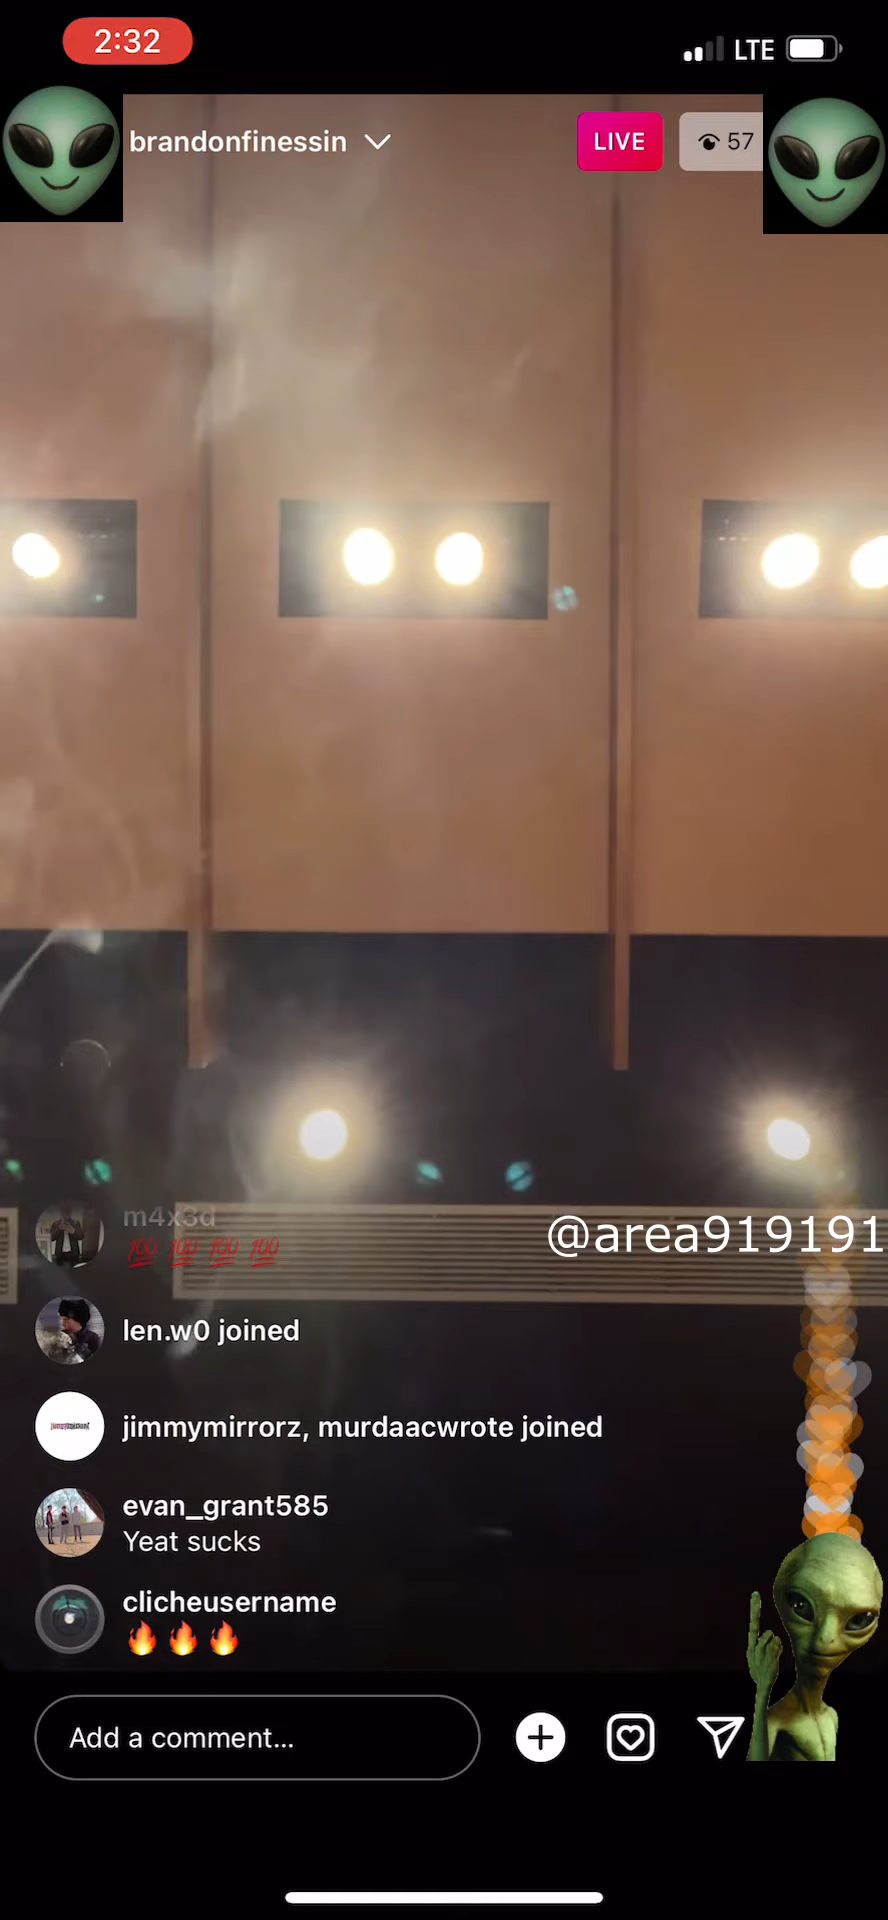 2:32
LTE
brandonfinessin
LIVE
57
m4x3d
💯 💯 💯 💯
@area919191
len.w0 joined
jimmymirrorz, murdaacwrote joined
evan_grant585
Yeat sucks
clicheusername
🔥 🔥 🔥
Add a comment...